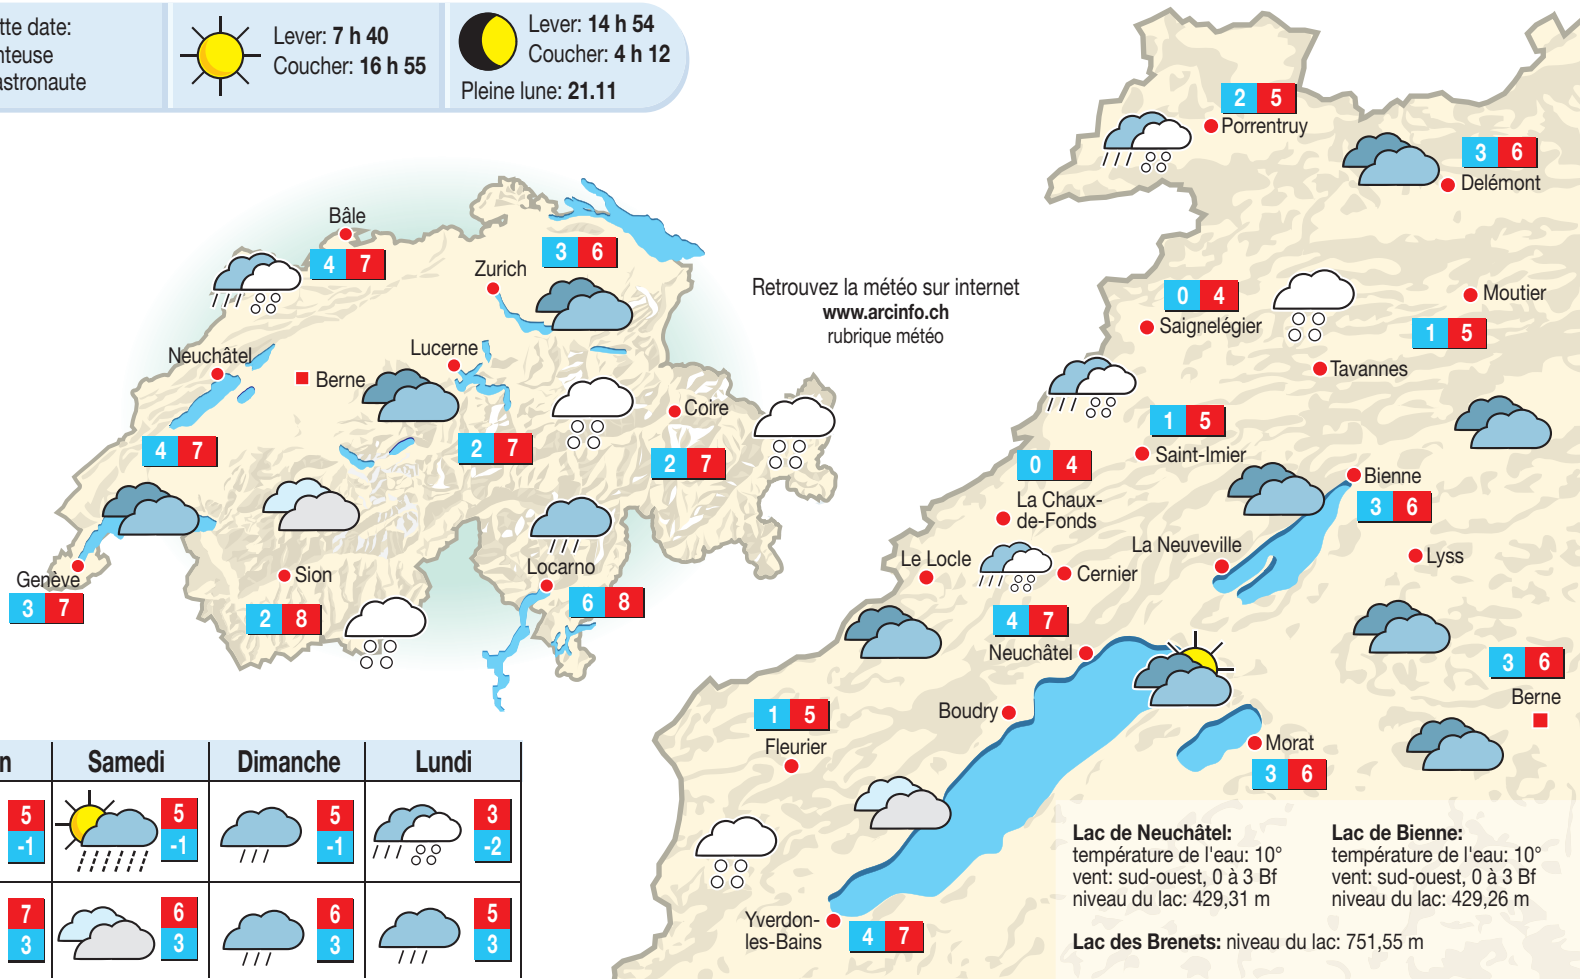 tte date:
nteuse
astronaute
Lever: 7 h 40
Coucher: 16 h 55
Lever: 14 h 54
Coucher: 4 h 12
Pleine lune: 21.11
Bâle
4 7
Zurich
3 6
Neuchâtel
4 7
Berne
Lucerne
2 7
Coire
2 7
Genève
3 7
Sion
2 8
Locarno
6 8
Retrouvez la météo sur internet
www.arcinfo.ch
rubrique météo
n
Samedi
Dimanche
Lundi
5
-1
5
-1
5
-1
3
-2
7
3
6
3
6
3
5
3
2 5
Porrentruy
3 6
Delémont
0 4
Saignelégier
Moutier
1 5
Tavannes
1 5
Saint-Imier
0 4
La Chaux-
de-Fonds
Bienne
3 6
La Neuveville
Lyss
Le Locle
Cernier
4 7
Neuchâtel
3 6
Berne
Boudry
1 5
Fleurier
Morat
3 6
Yverdon-
les-Bains
4 7
Lac de Neuchâtel:
température de l'eau: 10°
vent: sud-ouest, 0 à 3 Bf
niveau du lac: 429,31 m
Lac de Bienne:
température de l'eau: 10°
vent: sud-ouest, 0 à 3 Bf
niveau du lac: 429,26 m
Lac des Brenets: niveau du lac: 751,55 m